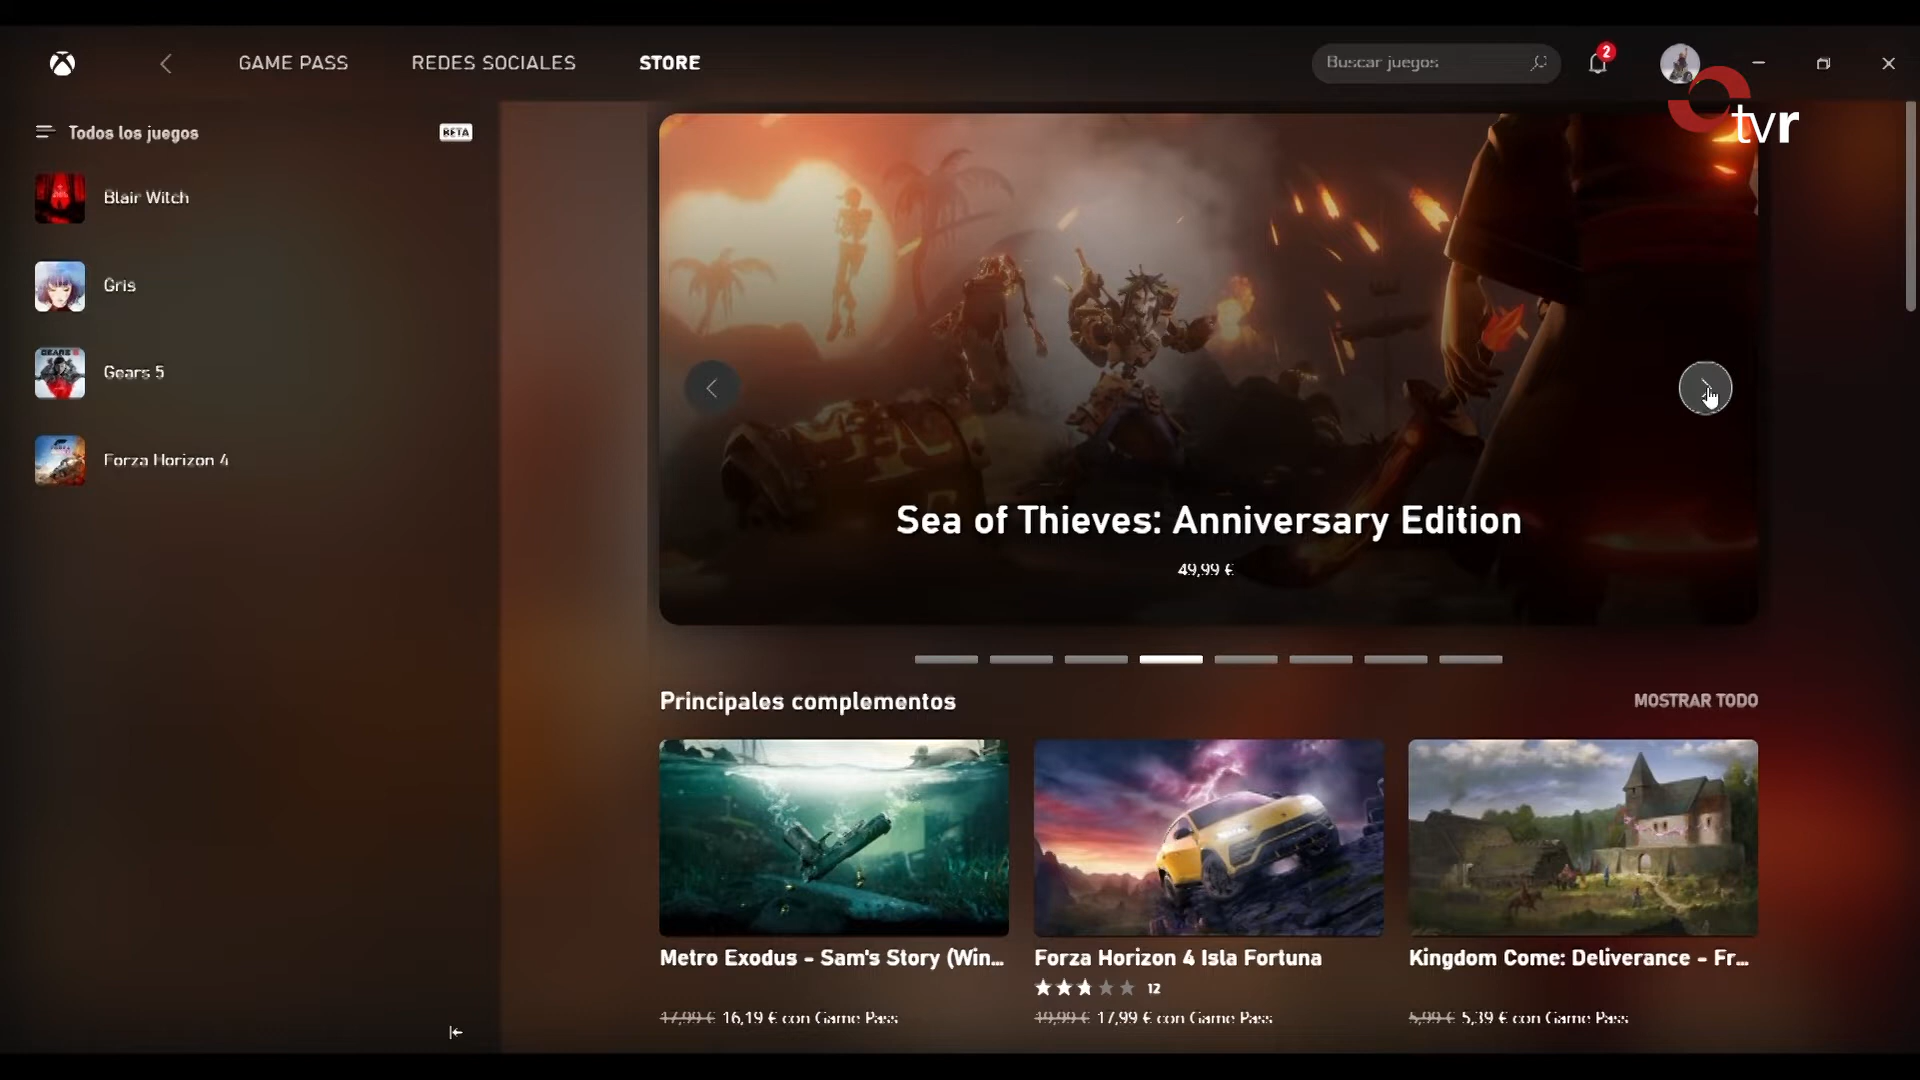 GAME PASS
REDES SOCIALES
STORE
Buscar juegos
2
tvr
Todos los juegos
BETA
Blair Witch
Gris
Gears 5
Forza Horizon 4
Sea of Thieves: Anniversary Edition
49,99 €
Principales complementos
MOSTRAR TODO
Metro Exodus - Sam's Story (Win...
17,99 € 16,19 € con Game Pass
Forza Horizon 4 Isla Fortuna
12
19,99 € 17,99 € con Game Pass
Kingdom Come: Deliverance - Fr...
5,99 € 5,39 € con Game Pass